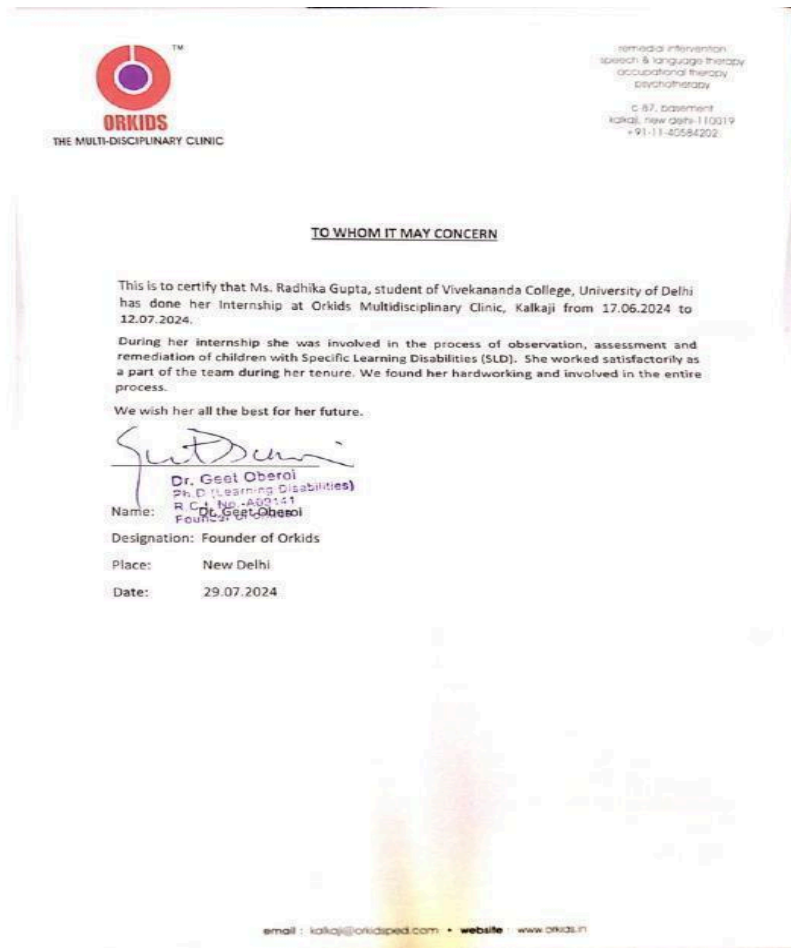 TM
ORKIDS
THE MULTI-DISCIPLINARY CLINIC
remedial intervention
speech & language therapy
occupational therapy
psychotherapy
c-87, basement
kalkaji, new delhi-110019
+91-11-40584202
TO WHOM IT MAY CONCERN
This is to certify that Ms. Radhika Gupta, student of Vivekananda College, University of Delhi
has done her Internship at Orkids Multidisciplinary Clinic, Kalkaji from 17.06.2024 to
12.07.2024.
During her internship she was involved in the process of observation, assessment and
remediation of children with Specific Learning Disabilities (SLD). She worked satisfactorily as
a part of the team during her tenure. We found her hardworking and involved in the entire
process.
We wish her all the best for her future.
Dr. Geet Oberoi
Ph.D (Learning Disabilities)
R.C.I. No.-A03141
Founder of
Name: Dr. Geet Oberoi
Designation: Founder of Orkids
Place: New Delhi
Date: 29.07.2024
email : kalkaji@orkidsped.com • website : www.orkids.in